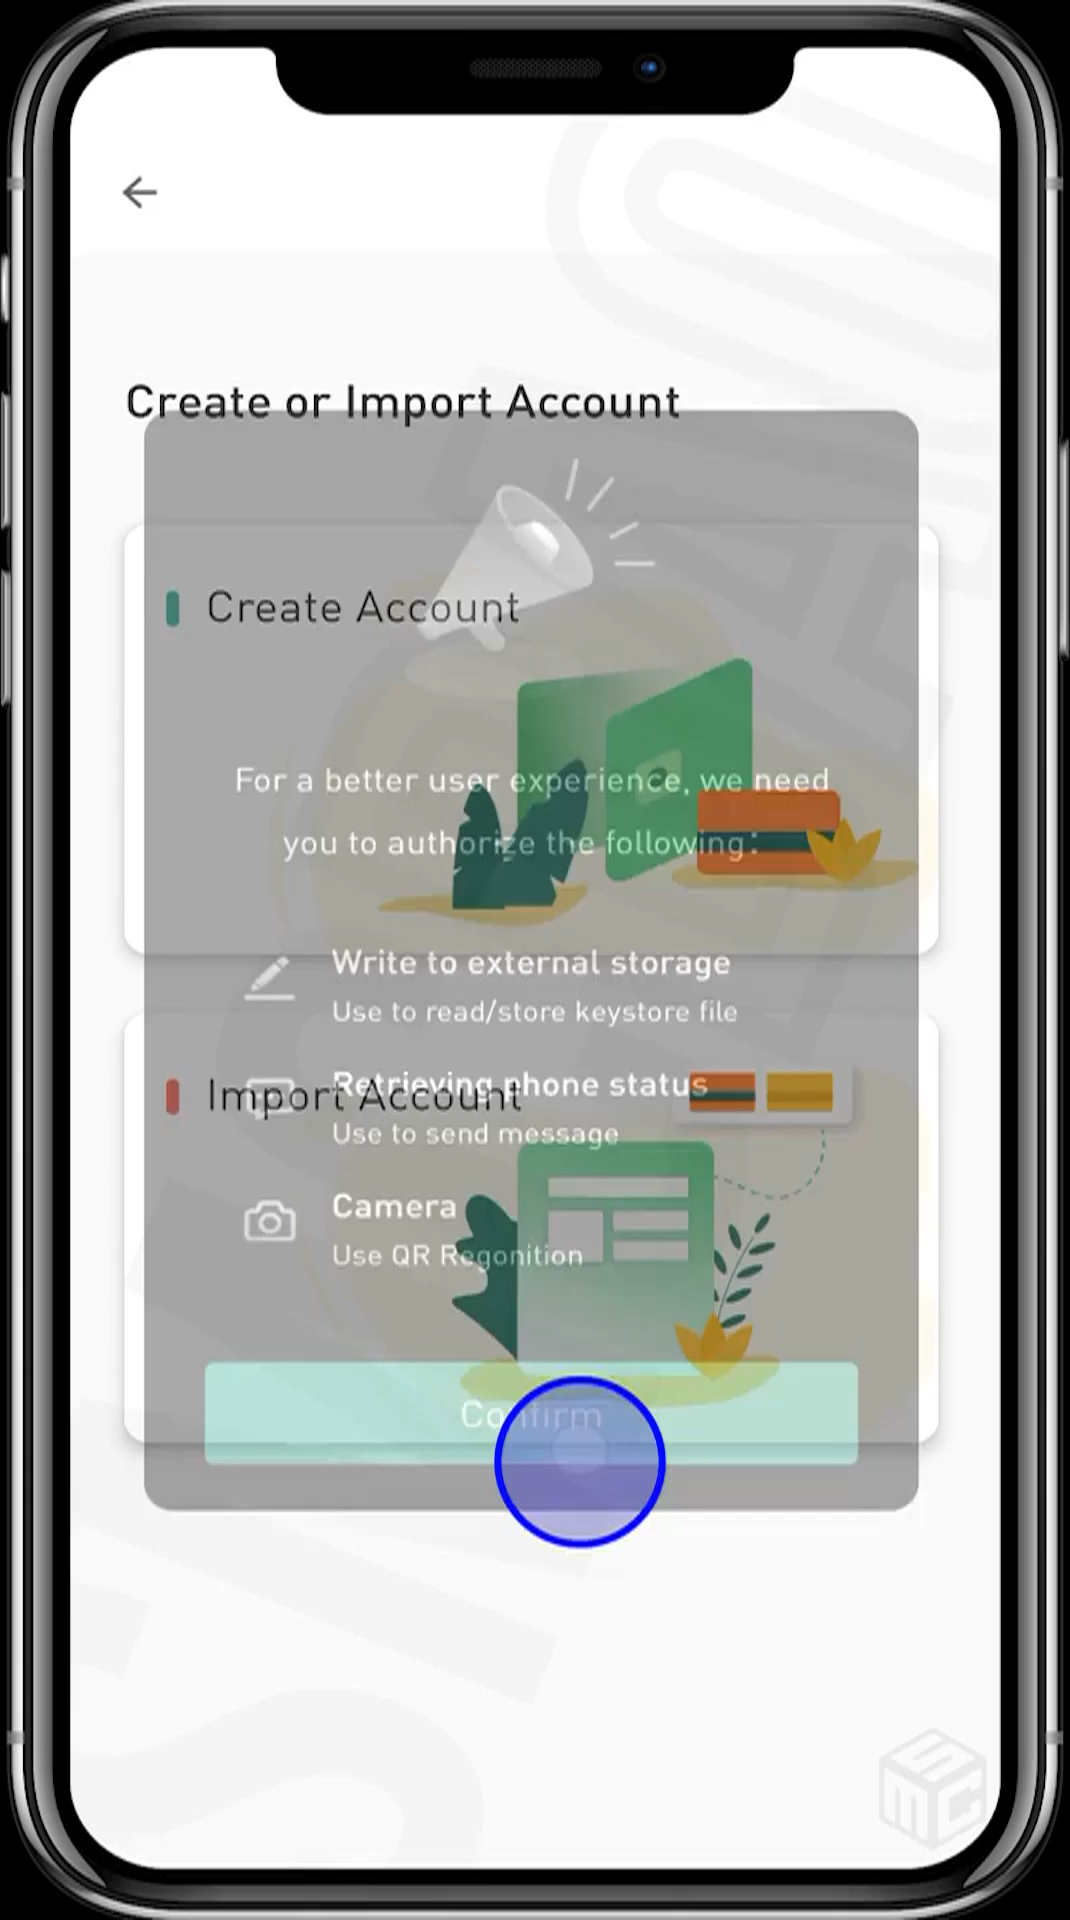 Create or Import Account
Create Account
For a better user experience, we need
you to authorize the following:
Write to external storage
Use to read/store keystore file
Retrieving phone status
Import Account
Use to send message
Camera
Use QR Regonition
Confirm
SMC